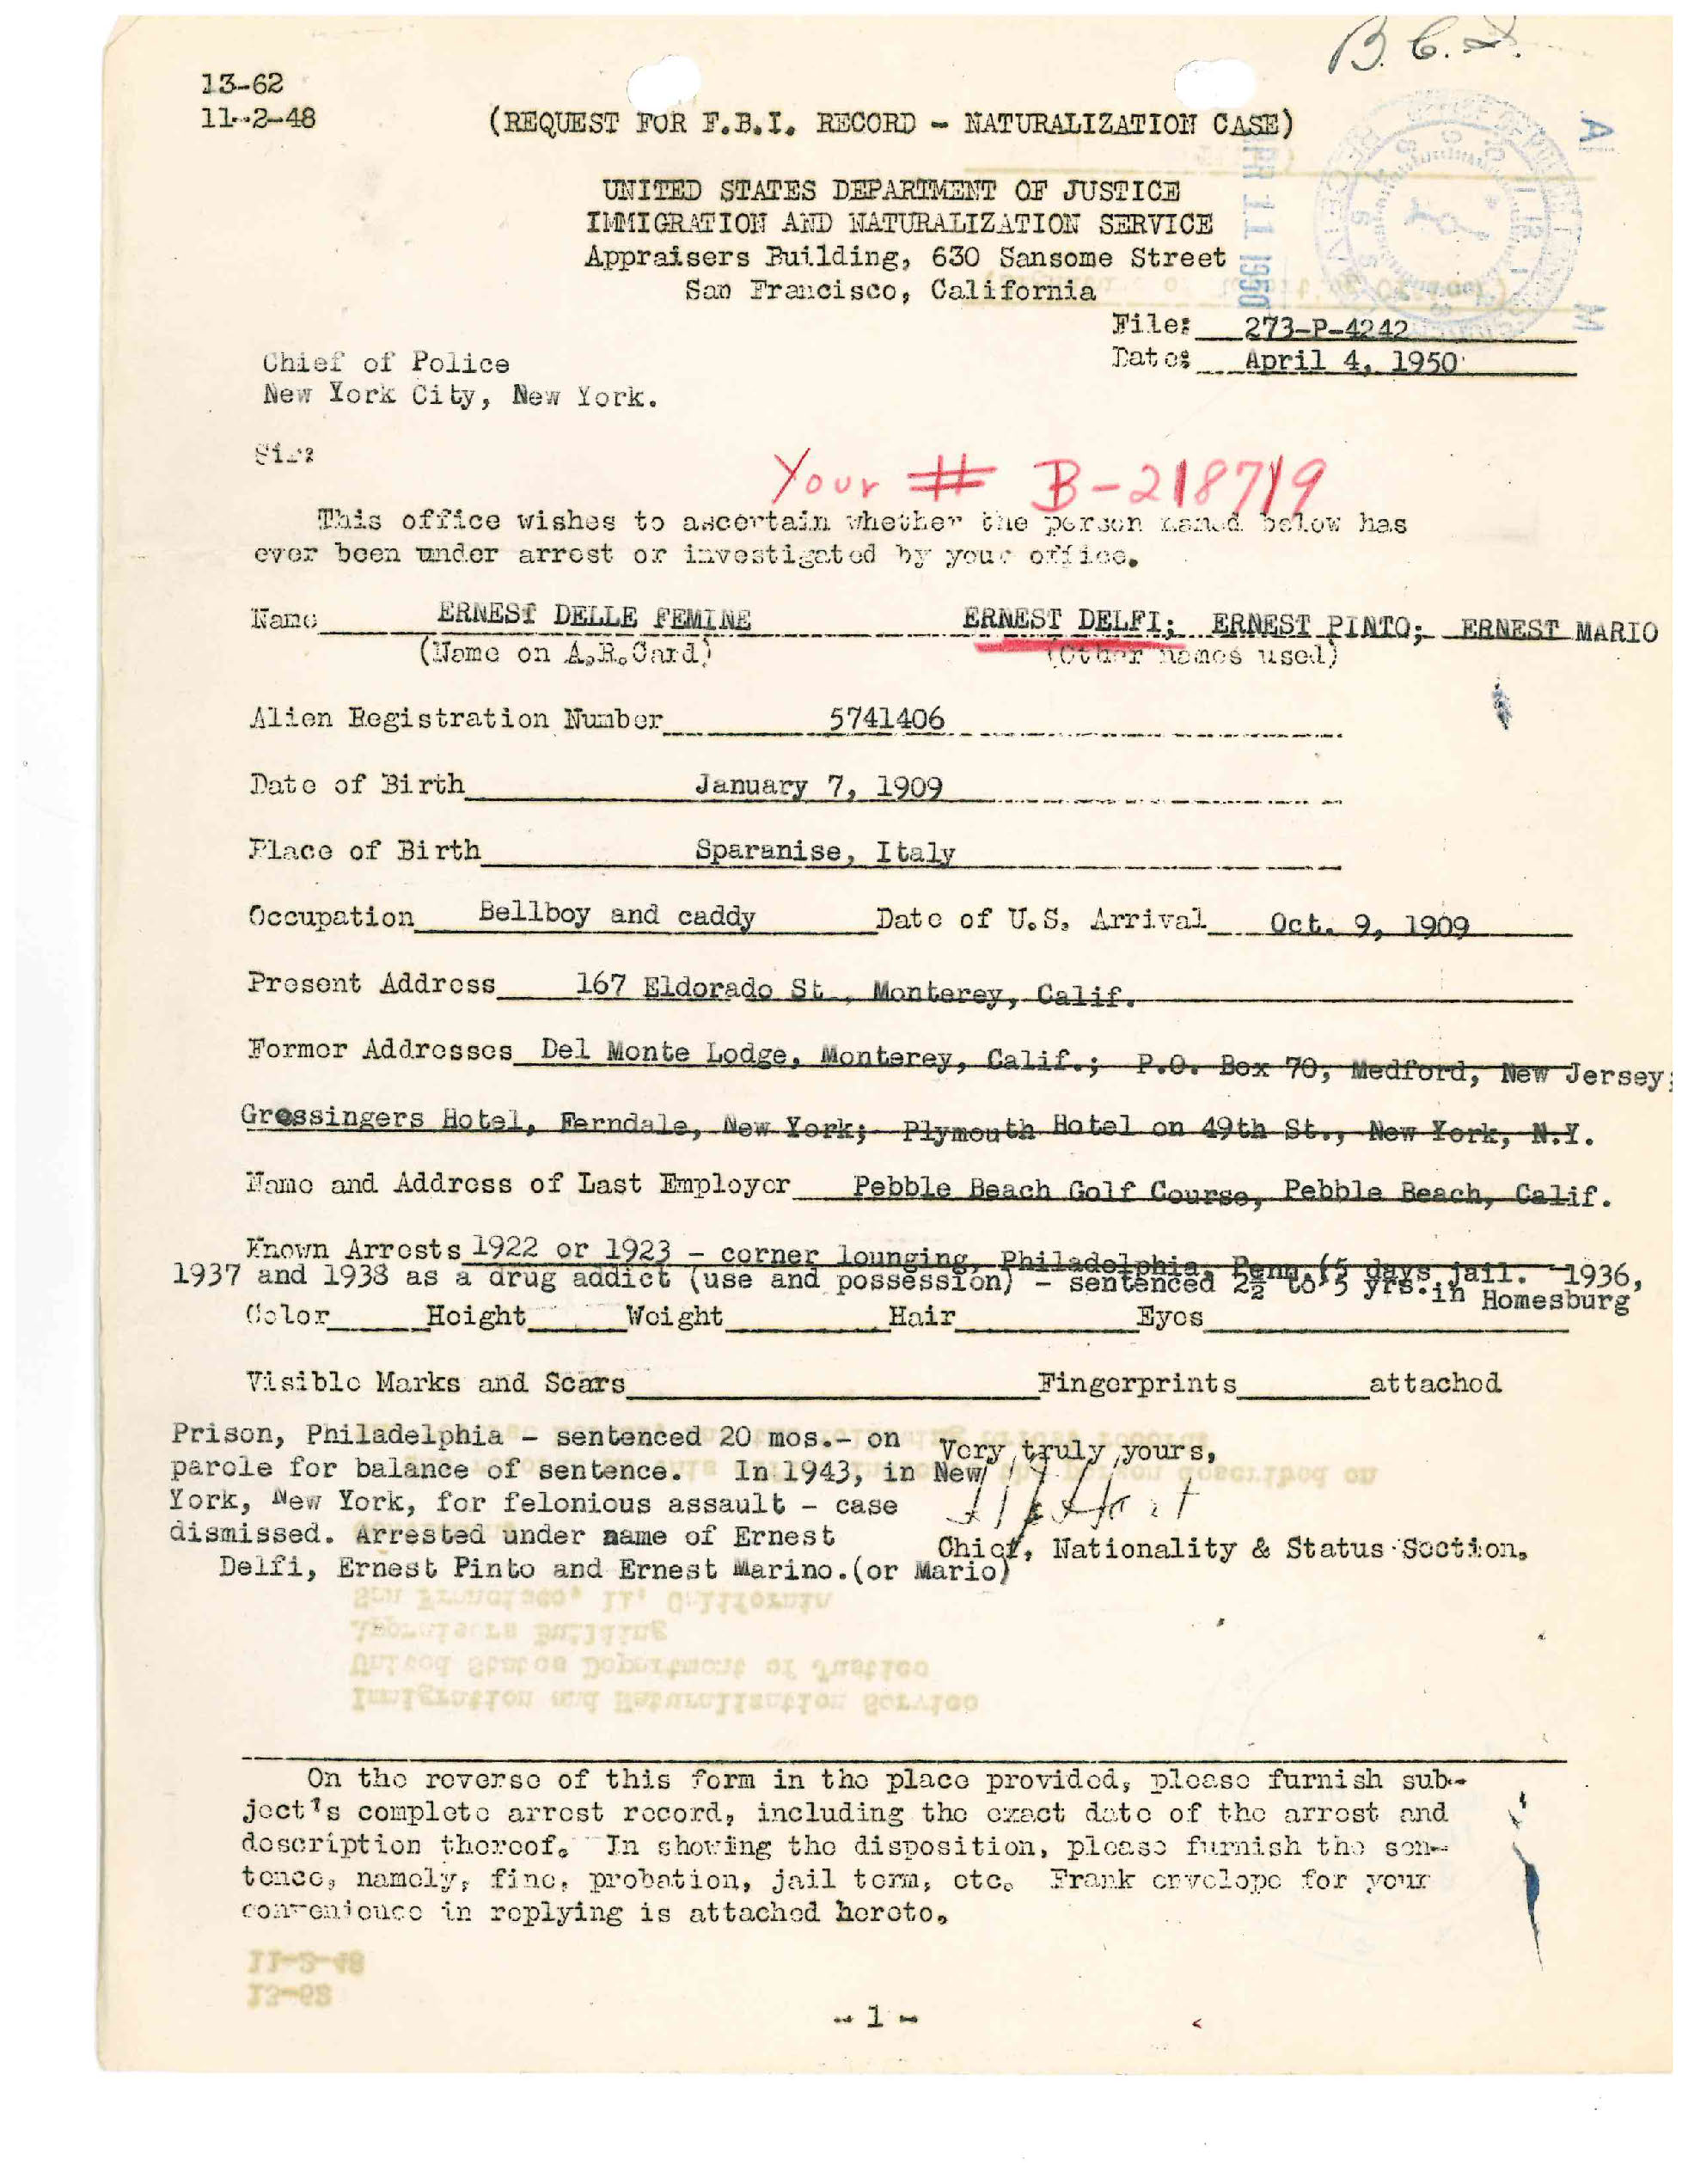 B.C.I.
13-62
11-2-48
(REQUEST FOR F.B.I. RECORD - NATURALIZATION CASE)
UNITED STATES DEPARTMENT OF JUSTICE
IMMIGRATION AND NATURALIZATION SERVICE
Appraisers Building, 630 Sansome Street
San Francisco, California
APR 11 1950
A M
File: 273-P-4242
Date: April 4, 1950
Chief of Police
New York City, New York.
Sir:
Your # B-218719
This office wishes to ascertain whether the person named below has
ever been under arrest or investigated by your office.
Name ERNEST DELLE FEMINE ERNEST DELFI; ERNEST PINTO; ERNEST MARIO
(Name on A.R.Card) (Other names used)
Alien Registration Number 5741406
Date of Birth January 7, 1909
Place of Birth Sparanise, Italy
Occupation Bellboy and caddy Date of U.S. Arrival Oct. 9, 1909
Present Address 167 Eldorado St., Monterey, Calif.
Former Addresses Del Monte Lodge, Monterey, Calif.; P.O. Box 70, Medford, New Jersey;
Grossingers Hotel, Ferndale, New York; Plymouth Hotel on 49th St., New York, N.Y.
Name and Address of Last Employer Pebble Beach Golf Course, Pebble Beach, Calif.
Known Arrests 1922 or 1923 - corner lounging, Philadelphia, Penn.(5 days jail. 1936,
1937 and 1938 as a drug addict (use and possession) - sentenced 2½ to 5 yrs.in Homesburg
Color Height Weight Hair Eyes
Visible Marks and Scars Fingerprints attached
Prison, Philadelphia - sentenced 20 mos.- on
parole for balance of sentence. In 1943, in New
York, New York, for felonious assault - case
dismissed. Arrested under name of Ernest
Delfi, Ernest Pinto and Ernest Marino.(or Mario)
Very truly yours,
Chief, Nationality & Status Section.
On the reverse of this form in the place provided, please furnish sub-
ject's complete arrest record, including the exact date of the arrest and
description thereof. In showing the disposition, please furnish the sen-
tence, namely, fine, probation, jail term, etc. Frank envelope for your
convenience in replying is attached hereto.
- 1 -